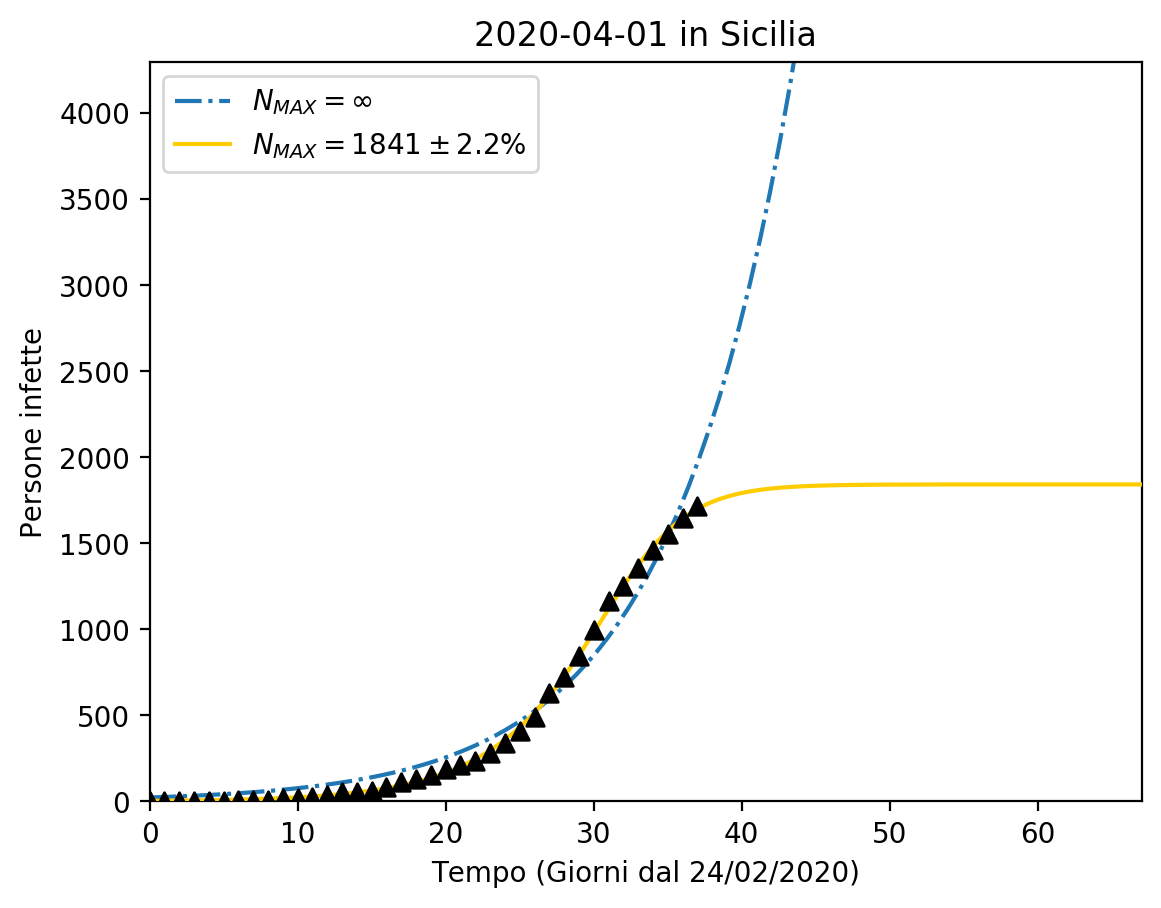 2020-04-01 in Sicilia
N_MAX = ∞
N_MAX = 1841 ± 2.2%
4000
3500
3000
2500
2000
1500
1000
500
0
Persone infette
0 10 20 30 40 50 60
Tempo (Giorni dal 24/02/2020)